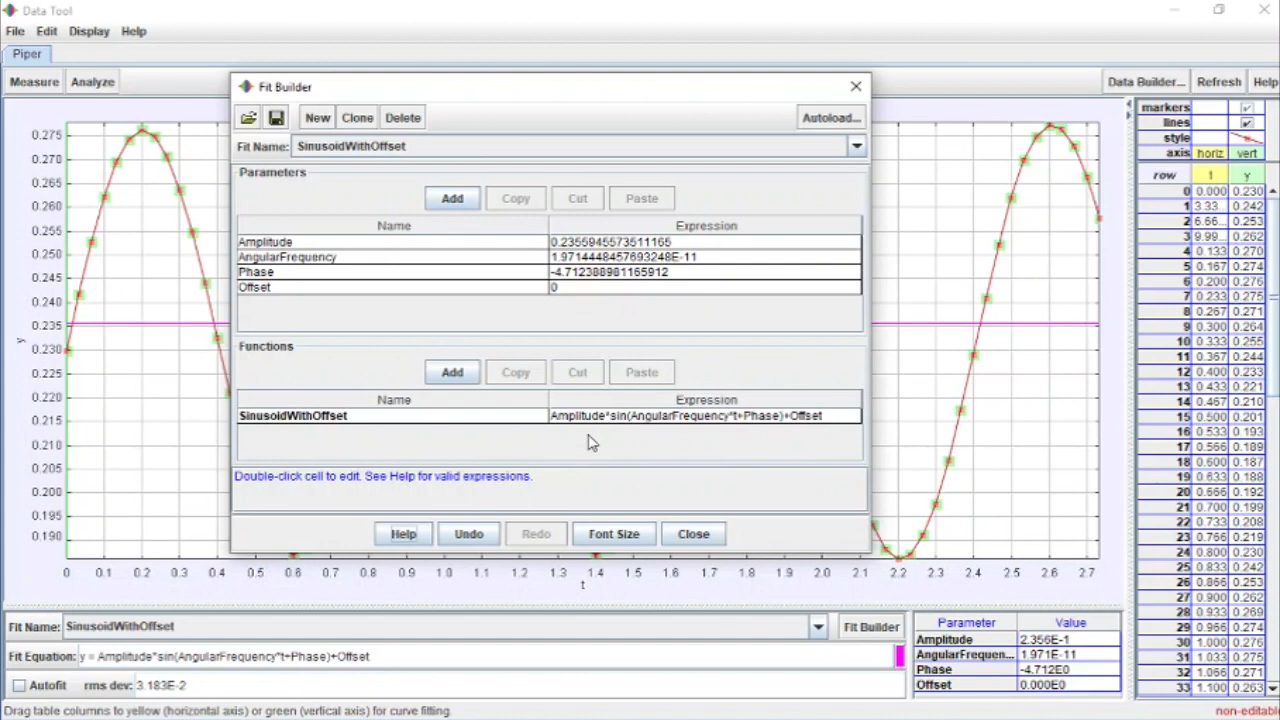 Data Tool
File Edit Display Help
Piper
Measure Analyze Data Builder... Refresh Help
Fit Builder
New Clone Delete Autoload...
Fit Name: SinusoidWithOffset
Parameters
Add Copy Cut Paste
Name Expression
Amplitude 0.2355945573511165
AngularFrequency 1.9714448457693248E-11
Phase -4.712388981165912
Offset 0
Functions
Add Copy Cut Paste
Name Expression
SinusoidWithOffset Amplitude*sin(AngularFrequency*t+Phase)+Offset
Double-click cell to edit. See Help for valid expressions.
Help Undo Redo Font Size Close
0.275
0.270
0.265
0.260
0.255
0.250
0.245
0.240
0.235
0.230
0.225
0.220
0.215
0.210
0.205
0.200
0.195
0.190
y
0 0.1 0.2 0.3 0.4 0.5 0.6 0.7 0.8 0.9 1.0 1.3 1.4 1.5 1.6 1.7 1.8 1.9 2.0 2.1 2.2 2.3 2.4 2.5 2.6 2.7
t
markers
lines
style
axis horiz vert
row t y
0 0.000 0.230
1 3.33... 0.242
2 6.66... 0.253
3 9.99... 0.262
4 0.133 0.270
5 0.167 0.274
6 0.200 0.276
7 0.233 0.275
8 0.267 0.271
9 0.300 0.264
10 0.333 0.255
11 0.367 0.244
12 0.400 0.233
13 0.433 0.221
14 0.467 0.210
15 0.500 0.201
16 0.533 0.193
17 0.566 0.189
18 0.600 0.187
19 0.633 0.188
20 0.666 0.192
21 0.700 0.199
22 0.733 0.208
23 0.766 0.219
24 0.800 0.230
25 0.833 0.242
26 0.866 0.253
27 0.900 0.262
28 0.933 0.269
29 0.966 0.274
30 1.000 0.276
31 1.033 0.275
32 1.066 0.271
33 1.100 0.263
Fit Name: SinusoidWithOffset Fit Builder
Fit Equation: y = Amplitude*sin(AngularFrequency*t+Phase)+Offset
Autofit rms dev: 3.183E-2
Parameter Value
Amplitude 2.356E-1
AngularFrequen... 1.971E-11
Phase -4.712E0
Offset 0.000E0
Drag table columns to yellow (horizontal axis) or green (vertical axis) for curve fitting.
non-editable